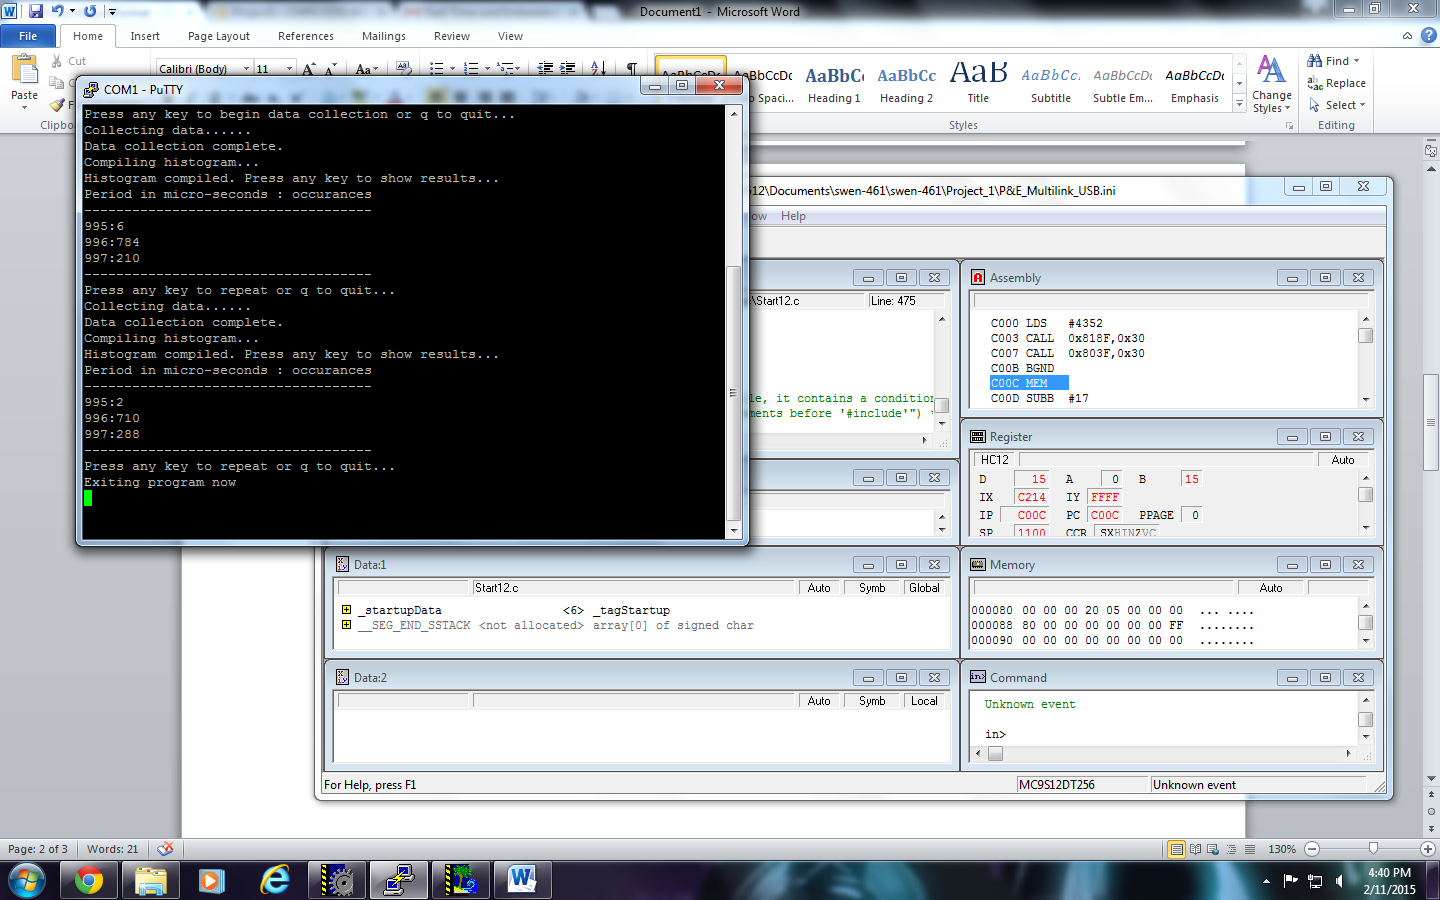 Document1 - Microsoft Word
File Home Insert Page Layout References Mailings Review View
Cut
Calibri (Body) 11
Paste
Clipbo
AaBbCcDc AaBbCc AaBbCc AaB AaBbCc. AaBbCcDc AaBbCcDc
Spaci... Heading 1 Heading 2 Title Subtitle Subtle Em... Emphasis
Change
Styles
Styles
Find
Replace
Select
Editing
COM1 - PuTTY
Press any key to begin data collection or q to quit...
Collecting data......
Data collection complete.
Compiling histogram...
Histogram compiled. Press any key to show results...
Period in micro-seconds : occurances
------------------------------------
995:6
996:784
997:210
------------------------------------
Press any key to repeat or q to quit...
Collecting data......
Data collection complete.
Compiling histogram...
Histogram compiled. Press any key to show results...
Period in micro-seconds : occurances
------------------------------------
995:2
996:710
997:288
------------------------------------
Press any key to repeat or q to quit...
Exiting program now
12\Documents\swen-461\swen-461\Project_1\P&E_Multilink_USB.ini
ow Help
\Start12.c Line: 475
le, it contains a condition
ments before '#include'")
Assembly
C000 LDS #4352
C003 CALL 0x818F,0x30
C007 CALL 0x803F,0x30
C00B BGND
C00C MEM
C00D SUBB #17
Register
HC12 Auto
D 15 A 0 B 15
IX C214 IY FFFF
IP C00C PC C00C PPAGE 0
SP 1100 CCR SXHINZVC
Data:1
Start12.c Auto Symb Global
_startupData <6> _tagStartup
__SEG_END_SSTACK <not allocated> array[0] of signed char
Memory
Auto
000080 00 00 00 20 05 00 00 00 ... ....
000088 80 00 00 00 00 00 00 FF ........
000090 00 00 00 00 00 00 00 00 ........
Data:2
Auto Symb Local
Command
Unknown event
in>
For Help, press F1 MC9S12DT256 Unknown event
Page: 2 of 3 Words: 21 130%
4:40 PM
2/11/2015